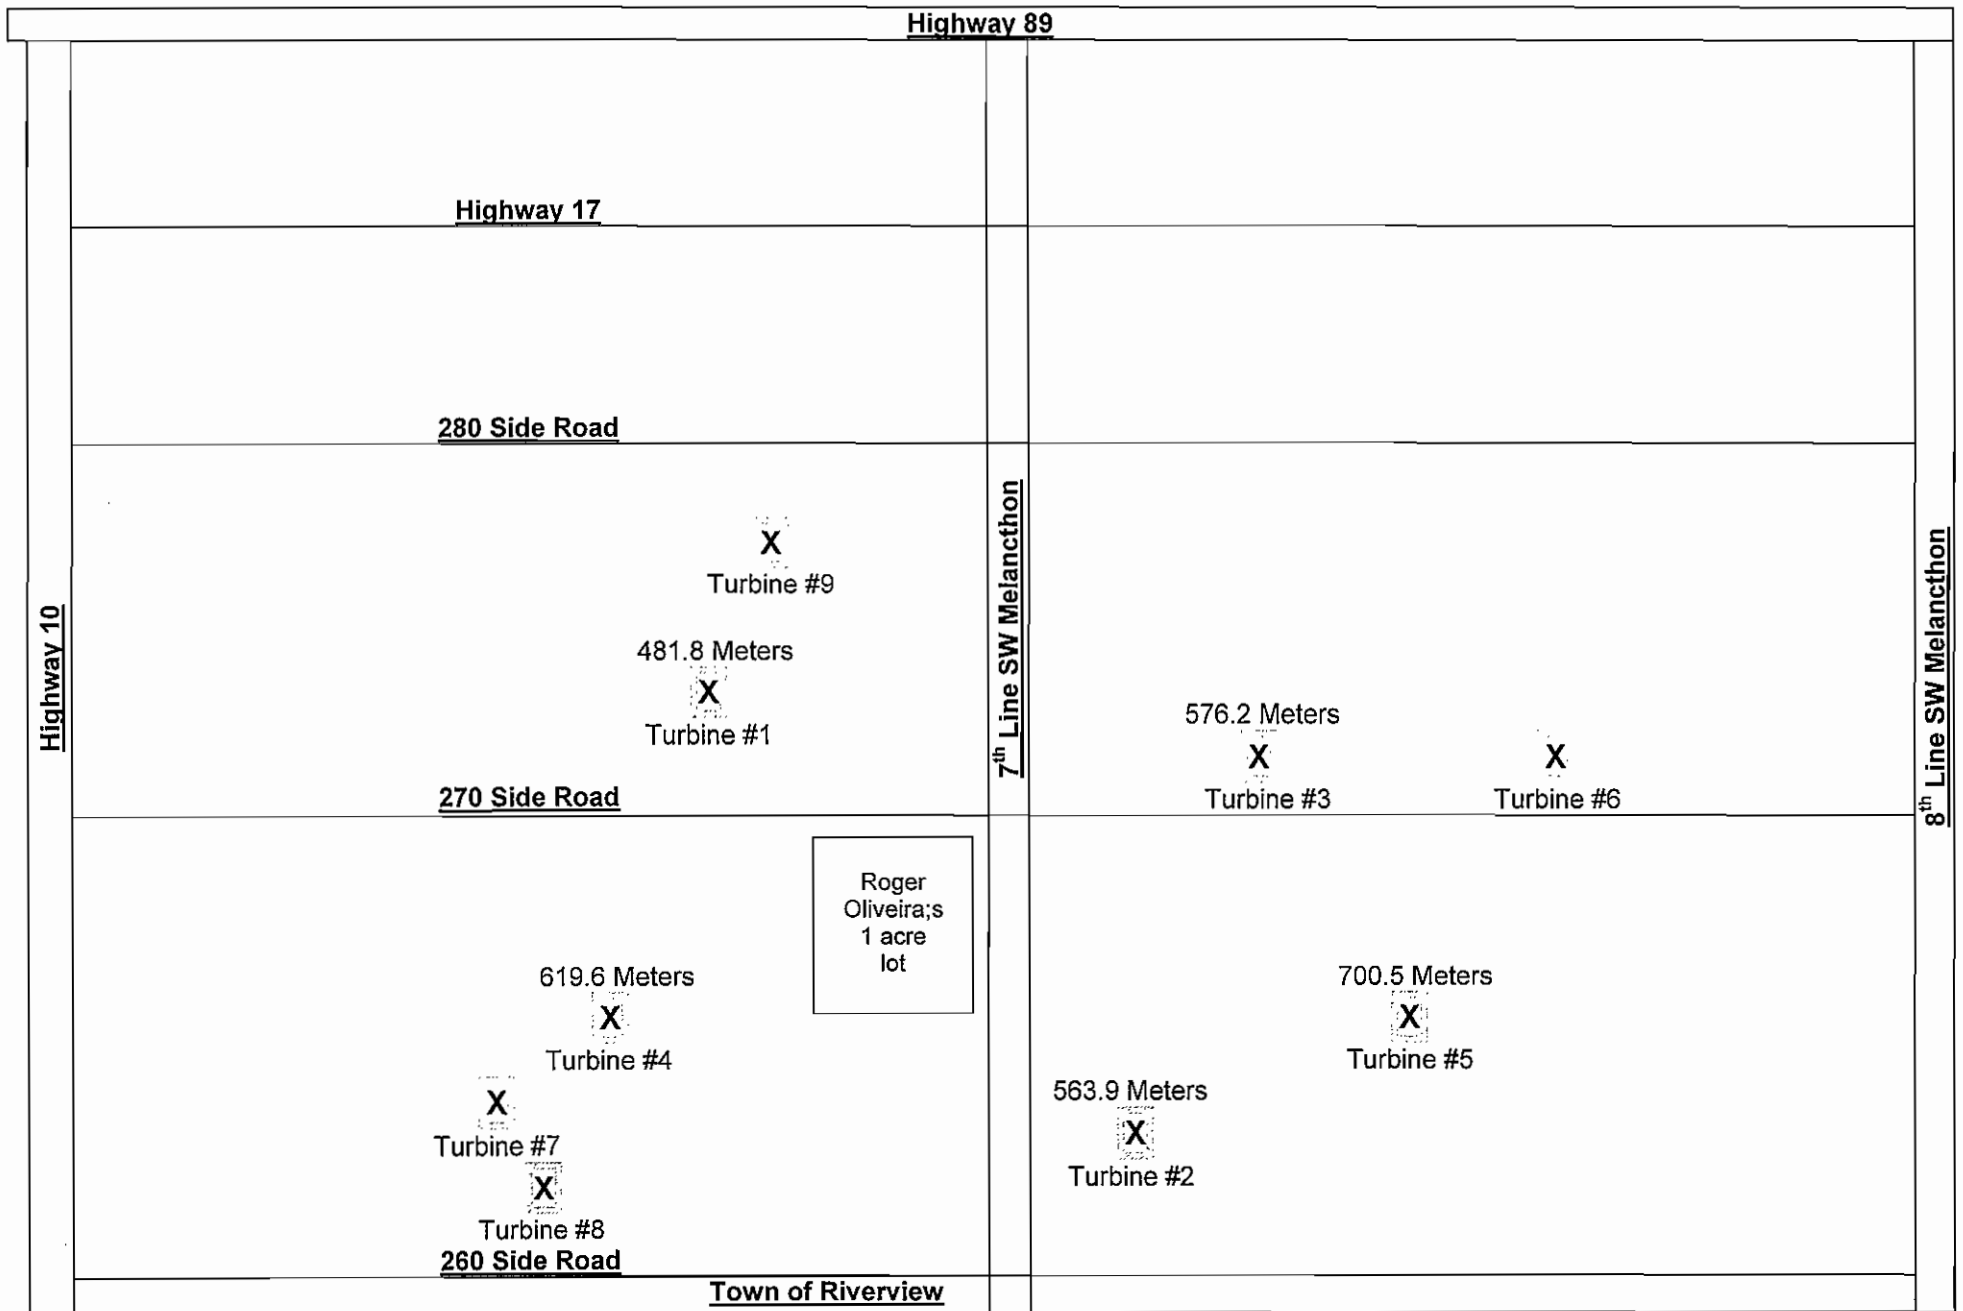 Highway 89
Highway 17
280 Side Road
Turbine #9
481.8 Meters
Turbine #1
270 Side Road
Highway 10
7th Line SW Melancthon
8th Line SW Melancthon
X
X
576.2 Meters
X
Turbine #3
X
Turbine #6
Roger
Oliveira;s
1 acre
lot
619.6 Meters
X
Turbine #4
X
Turbine #7
X
Turbine #8
700.5 Meters
X
Turbine #5
563.9 Meters
X
Turbine #2
260 Side Road
Town of Riverview